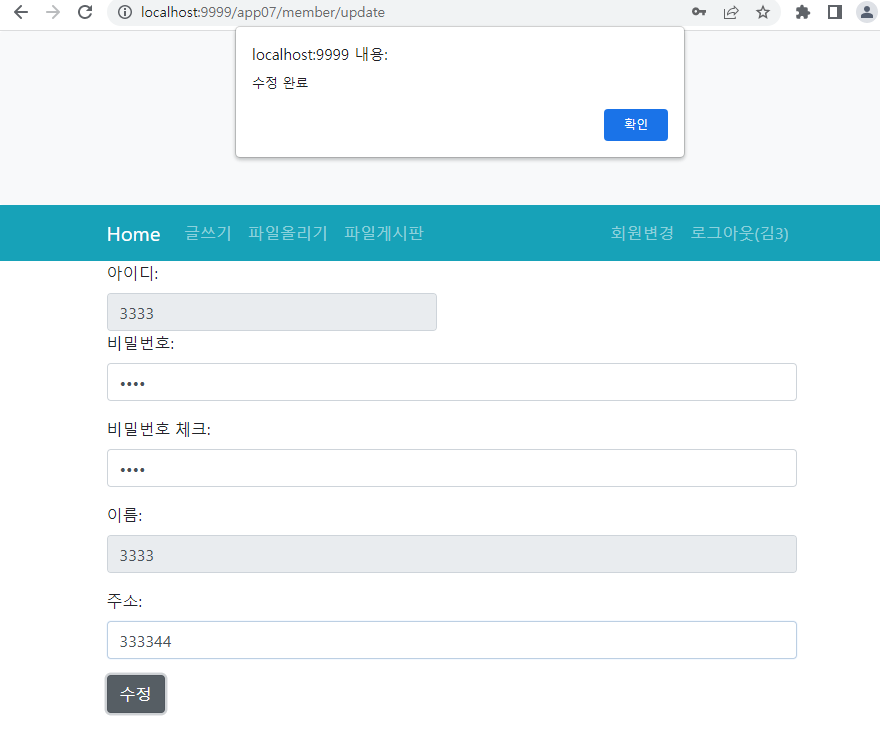 localhost:9999/app07/member/update
localhost:9999 내용:
수정 완료
확인
Home 글쓰기 파일올리기 파일게시판 회원변경 로그아웃(김3)
아이디:
3333
비밀번호:
••••
비밀번호 체크:
••••
이름:
3333
주소:
333344
수정